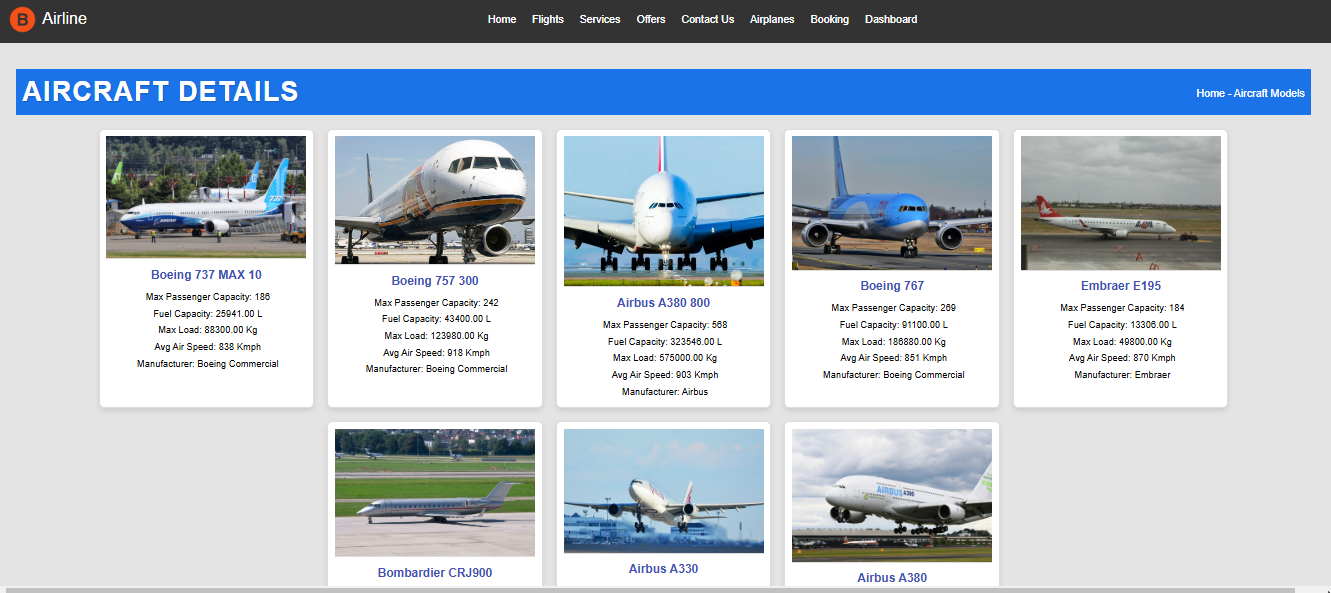 B Airline
Home Flights Services Offers Contact Us Airplanes Booking Dashboard
AIRCRAFT DETAILS
Home - Aircraft Models
737
BOEING
Boeing 737 MAX 10
Max Passenger Capacity: 186
Fuel Capacity: 25941.00 L
Max Load: 88300.00 Kg
Avg Air Speed: 838 Kmph
Manufacturer: Boeing Commercial
Boeing 757 300
Max Passenger Capacity: 242
Fuel Capacity: 43400.00 L
Max Load: 123980.00 Kg
Avg Air Speed: 918 Kmph
Manufacturer: Boeing Commercial
Airbus A380 800
Max Passenger Capacity: 568
Fuel Capacity: 323546.00 L
Max Load: 575000.00 Kg
Avg Air Speed: 903 Kmph
Manufacturer: Airbus
Boeing 767
Max Passenger Capacity: 269
Fuel Capacity: 91100.00 L
Max Load: 186880.00 Kg
Avg Air Speed: 851 Kmph
Manufacturer: Boeing Commercial
Embraer E195
Max Passenger Capacity: 184
Fuel Capacity: 13306.00 L
Max Load: 49800.00 Kg
Avg Air Speed: 870 Kmph
Manufacturer: Embraer
Bombardier CRJ900
Airbus A330
AIRBUS A380
Airbus A380